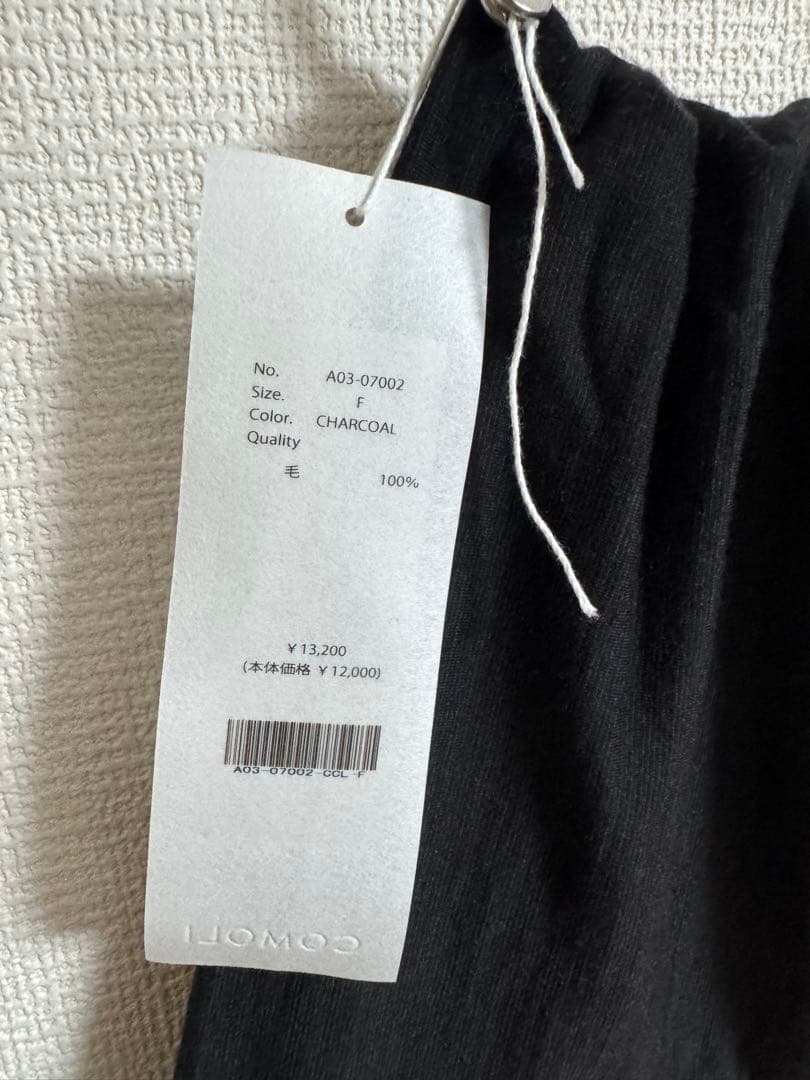 No. A03-07002
Size. F
Color. CHARCOAL
Quality
毛 100%
￥13,200
(本体価格 ￥12,000)
A03-07002-CCL-F
COMOLI